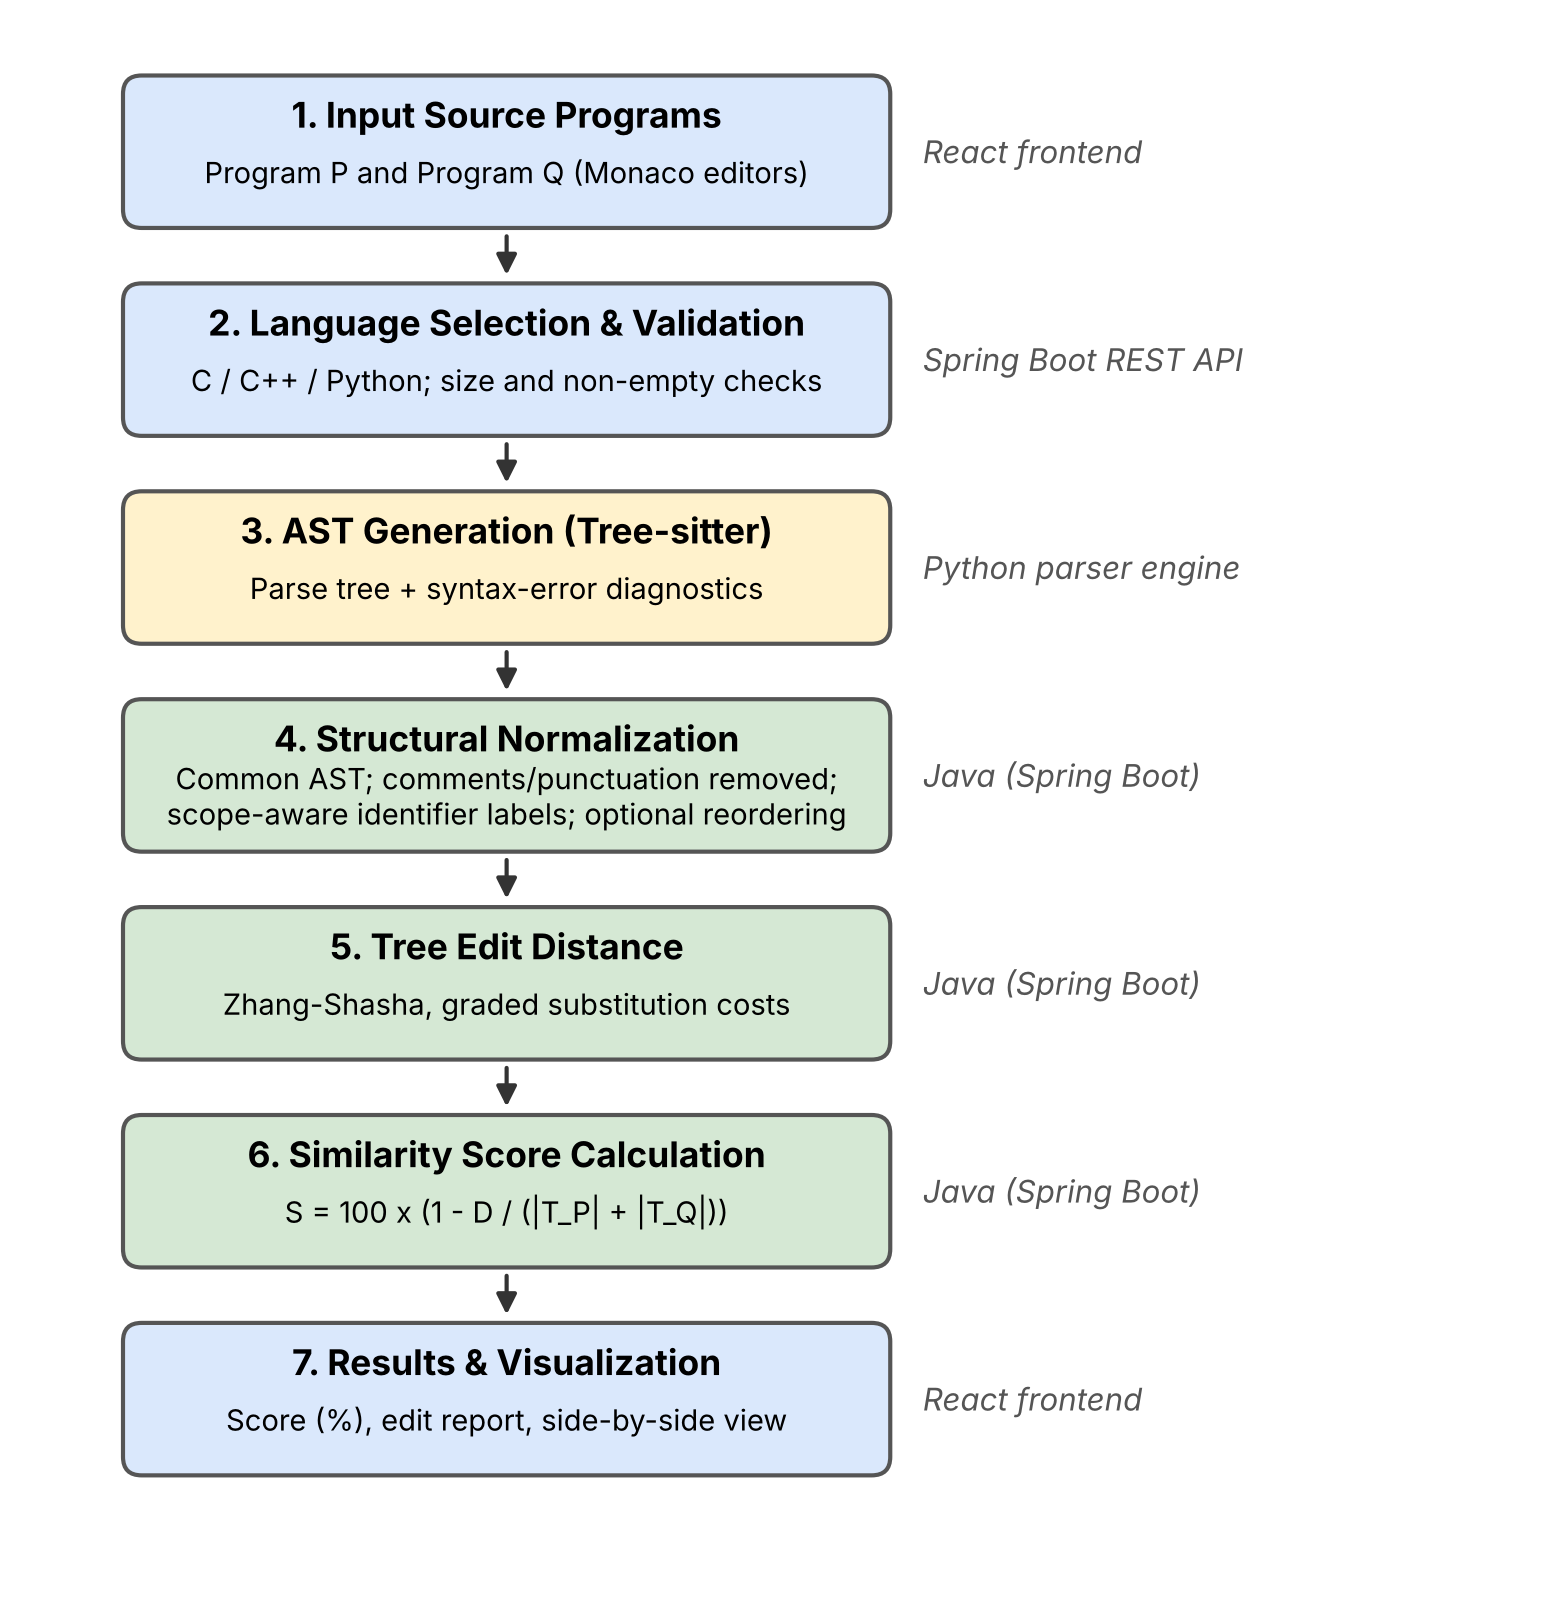 1. Input Source Programs
Program P and Program Q (Monaco editors)
React frontend
2. Language Selection & Validation
C / C++ / Python; size and non-empty checks
Spring Boot REST API
3. AST Generation (Tree-sitter)
Parse tree + syntax-error diagnostics
Python parser engine
4. Structural Normalization
Common AST; comments/punctuation removed;
scope-aware identifier labels; optional reordering
Java (Spring Boot)
5. Tree Edit Distance
Zhang-Shasha, graded substitution costs
Java (Spring Boot)
6. Similarity Score Calculation
S = 100 x (1 - D / (|T_P| + |T_Q|))
Java (Spring Boot)
7. Results & Visualization
Score (%), edit report, side-by-side view
React frontend